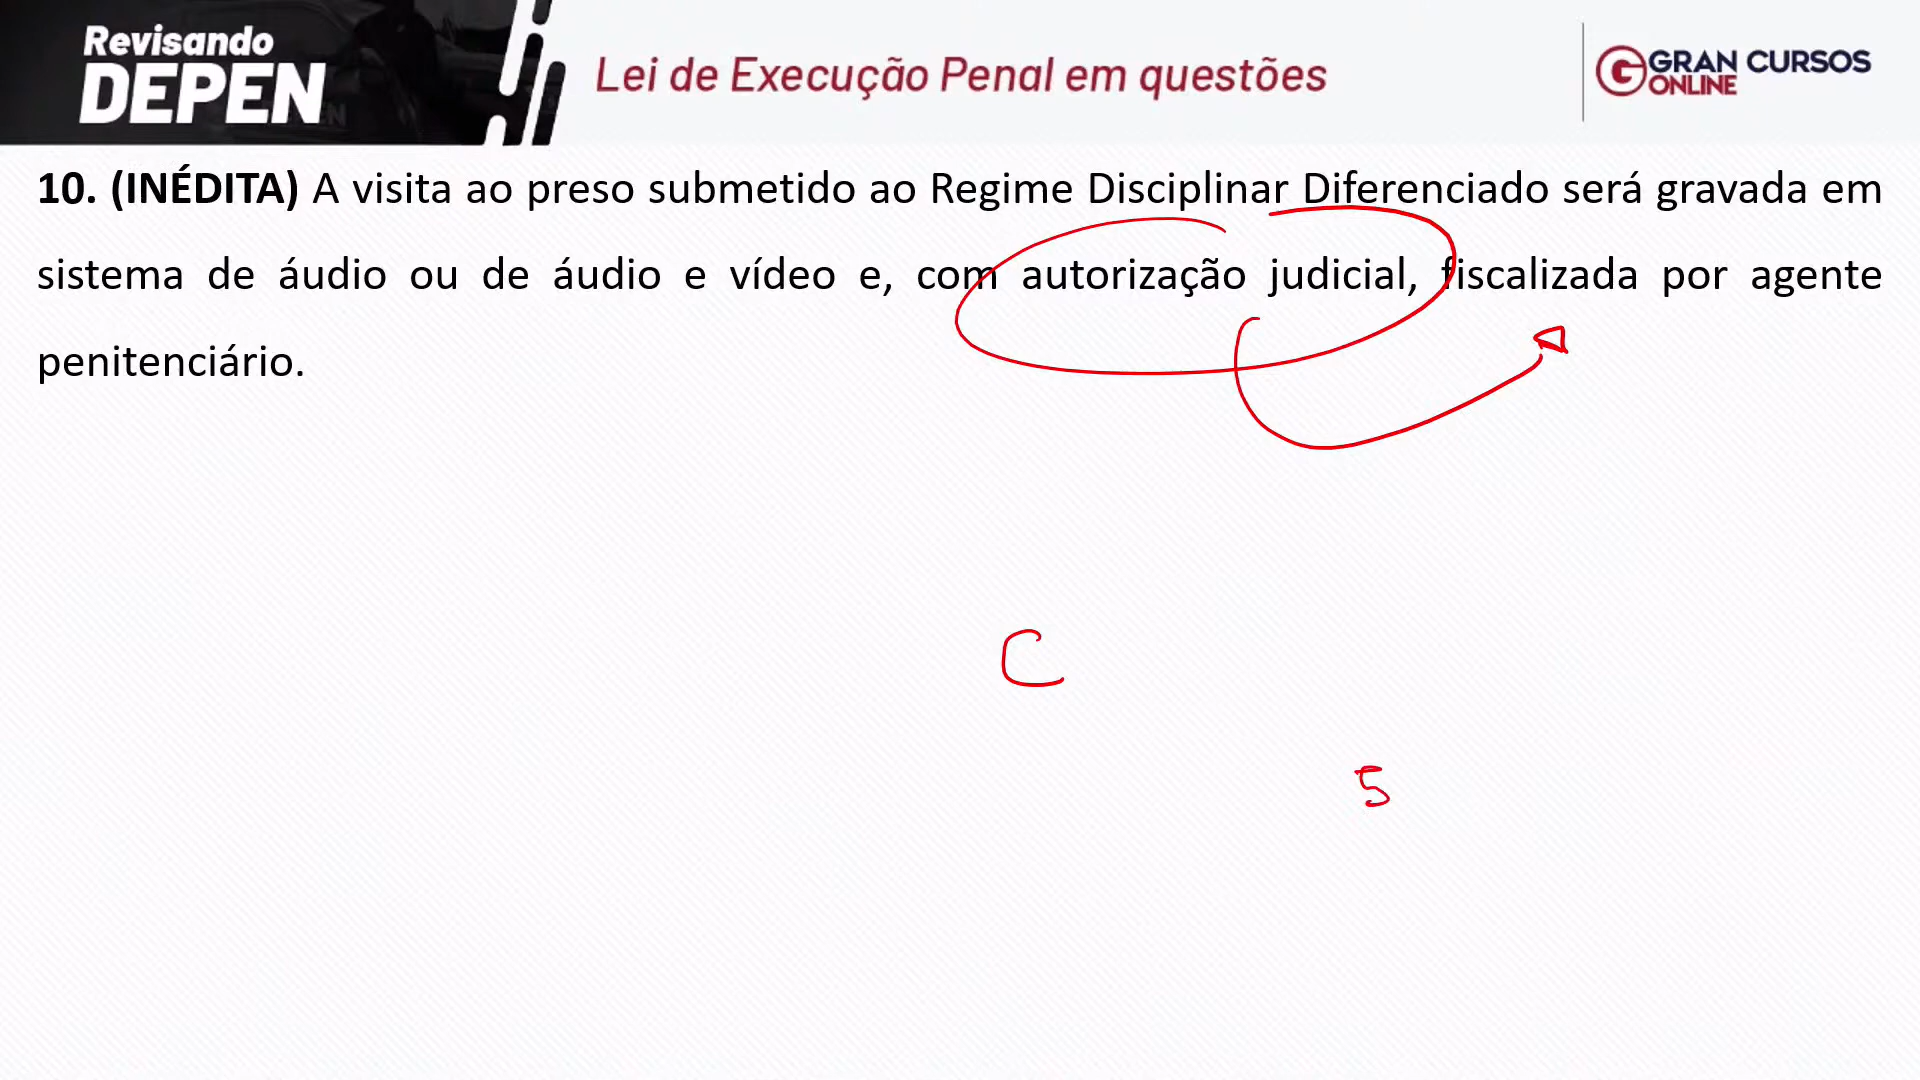 Revisando
DEPEN
Lei de Execução Penal em questões
GRAN CURSOS
ONLINE
10. (INÉDITA) A visita ao preso submetido ao Regime Disciplinar Diferenciado será gravada em
sistema de áudio ou de áudio e vídeo e, com autorização judicial, fiscalizada por agente
penitenciário.
C
5